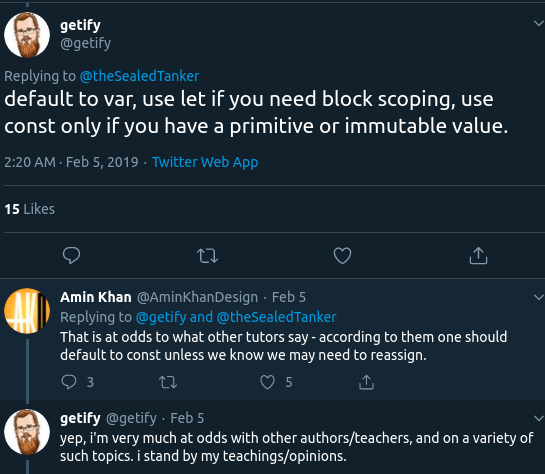 getify
@getify
Replying to @theSealedTanker
default to var, use let if you need block scoping, use
const only if you have a primitive or immutable value.
2:20 AM · Feb 5, 2019 · Twitter Web App
15 Likes
Amin Khan @AminKhanDesign · Feb 5
Replying to @getify and @theSealedTanker
That is at odds to what other tutors say - according to them one should
default to const unless we know we may need to reassign.
3 5
getify @getify · Feb 5
yep, i'm very much at odds with other authors/teachers, and on a variety of
such topics. i stand by my teachings/opinions.